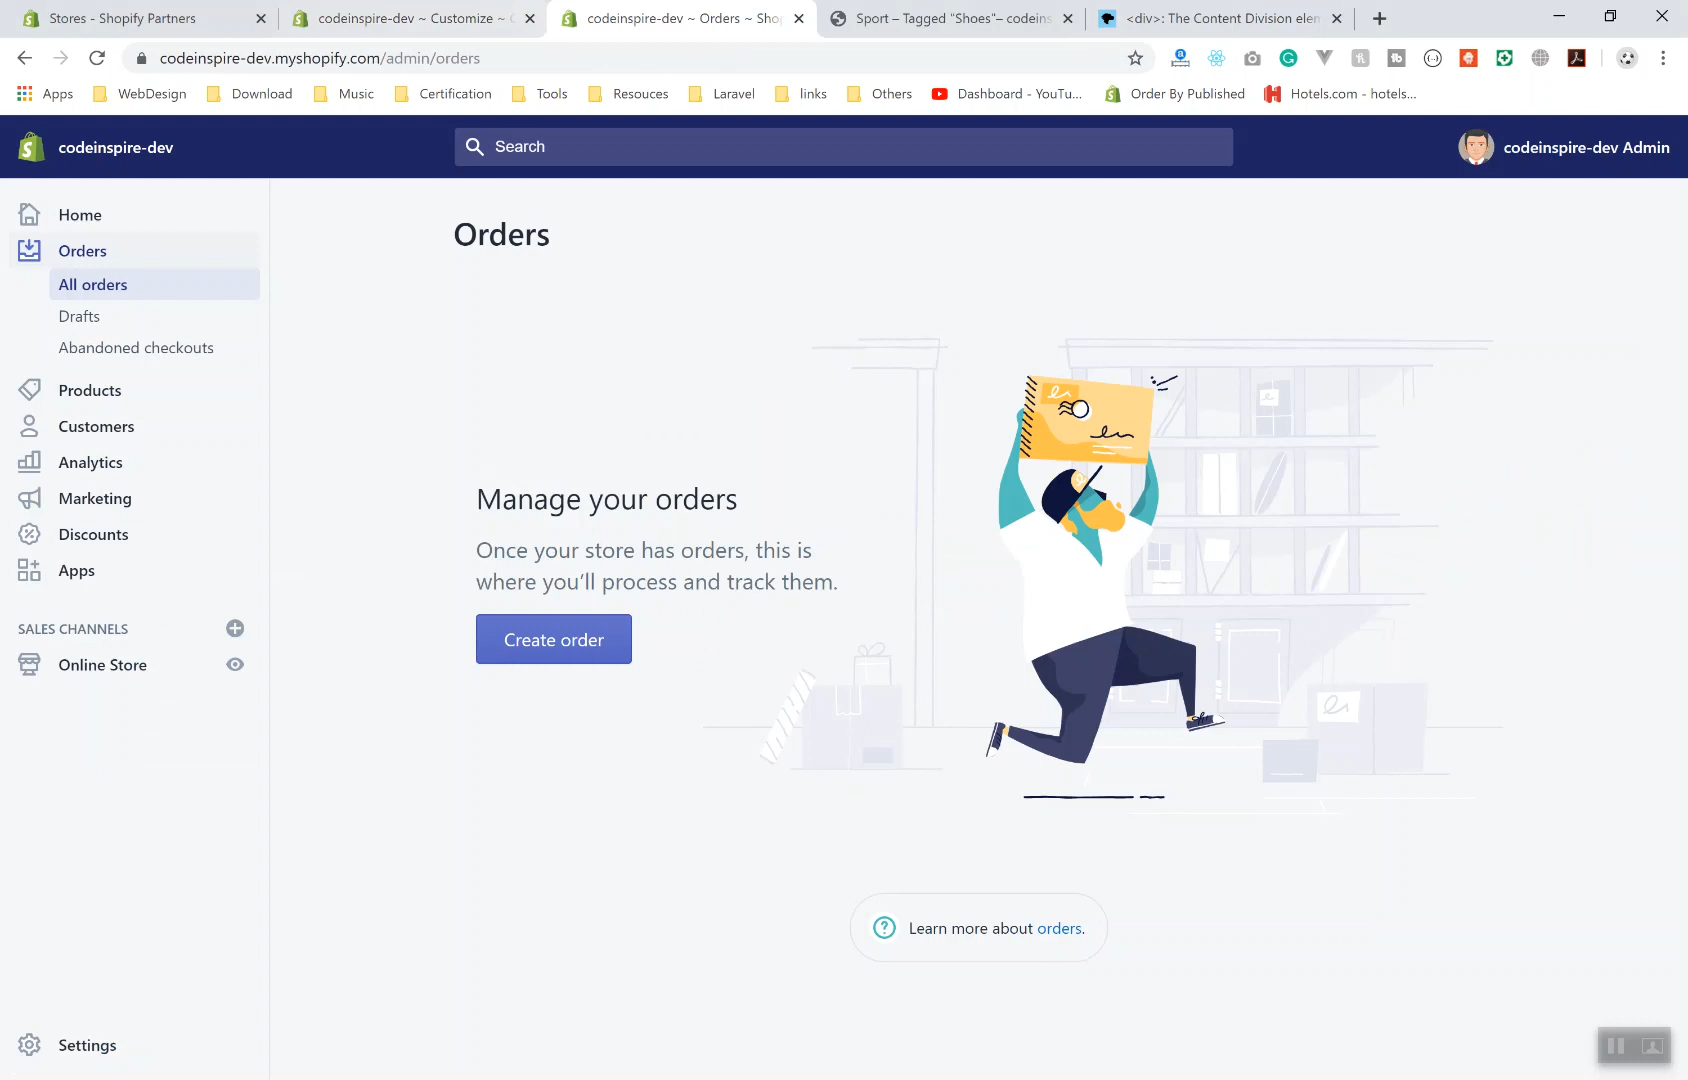 Stores - Shopify Partners
codeinspire-dev ~ Customize ~
codeinspire-dev ~ Orders ~ Sho
Sport – Tagged "Shoes"– codeins
<div>: The Content Division elem
codeinspire-dev.myshopify.com/admin/orders
Apps
WebDesign
Download
Music
Certification
Tools
Resouces
Laravel
links
Others
Dashboard - YouTu...
Order By Published
Hotels.com - hotels...
codeinspire-dev
Search
codeinspire-dev Admin
Home
Orders
All orders
Drafts
Abandoned checkouts
Products
Customers
Analytics
Marketing
Discounts
Apps
SALES CHANNELS
Online Store
Settings
Orders
Manage your orders
Once your store has orders, this is
where you’ll process and track them.
Create order
Learn more about orders.